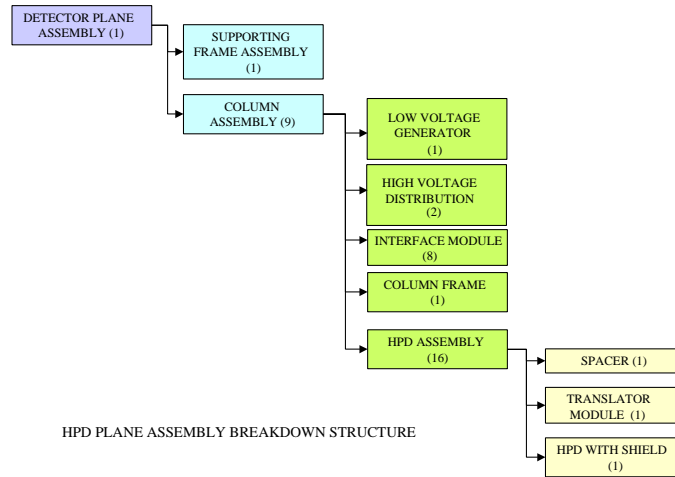 DETECTOR PLANE
ASSEMBLY (1)
SUPPORTING
FRAME ASSEMBLY
(1)
COLUMN
ASSEMBLY (9)
LOW VOLTAGE
GENERATOR
(1)
HIGH VOLTAGE
DISTRIBUTION
(2)
INTERFACE MODULE
(8)
COLUMN FRAME
(1)
HPD ASSEMBLY
(16)
SPACER (1)
TRANSLATOR
MODULE (1)
HPD WITH SHIELD
(1)
HPD PLANE ASSEMBLY BREAKDOWN STRUCTURE